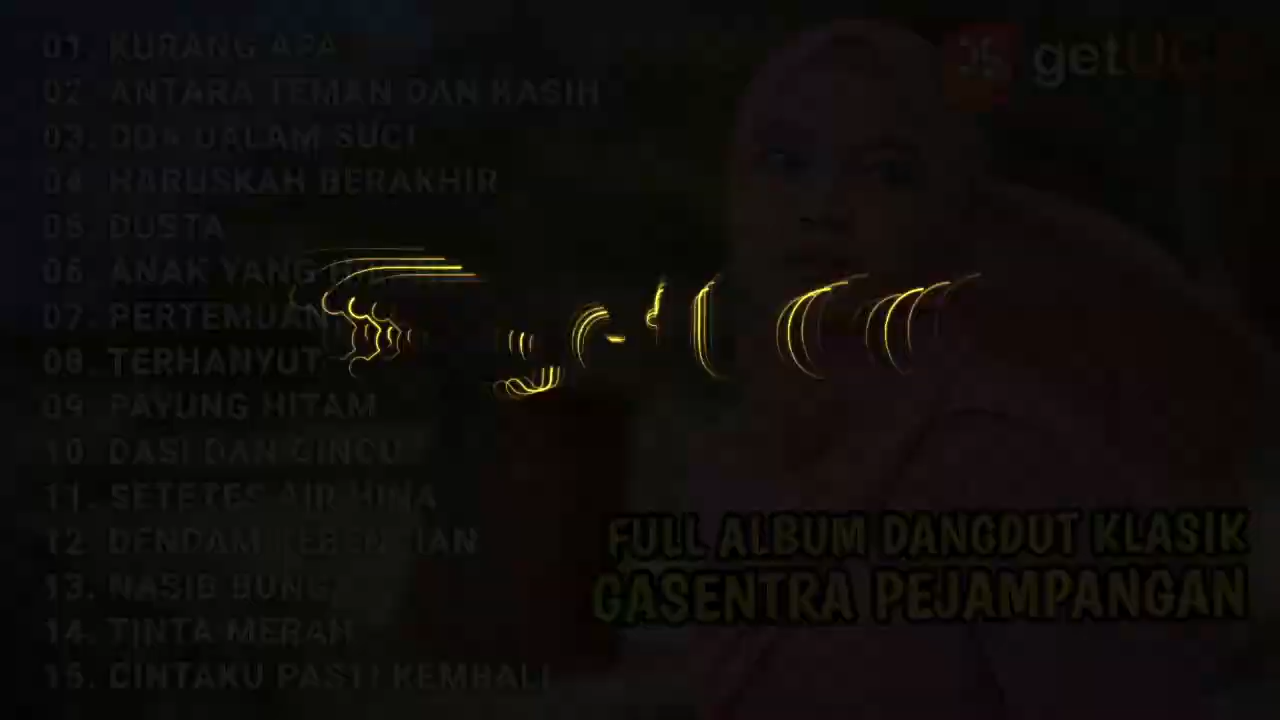 01. KURANG APA
02. ANTARA TEMAN DAN KASIH
03. DOA DALAM SUCI
04. HARUSKAH BERAKHIR
05. DUSTA
06. ANAK YANG
07. PERTEMUAN
08. TERHANYUT
09. PAYUNG HITAM
10. DASI DAN
11. SETETES AIR HINA
12. DENDAM
13. NASIB BUNGA
14. TINTA MERAH
15. CINTAKU PASTI KEMBALI
get
FULL ALBUM DANGDUT KLASIK
GASENTRA PEJAMPANGAN